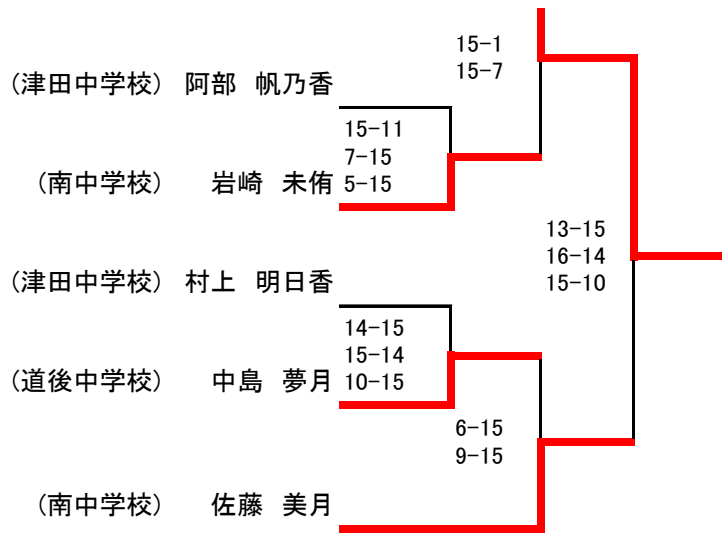 15-1
15-7
(津田中学校) 阿部 帆乃香
15-11
7-15
5-15
(南中学校) 岩崎 未侑
13-15
16-14
15-10
(津田中学校) 村上 明日香
14-15
15-14
10-15
(道後中学校) 中島 夢月
6-15
9-15
(南中学校) 佐藤 美月